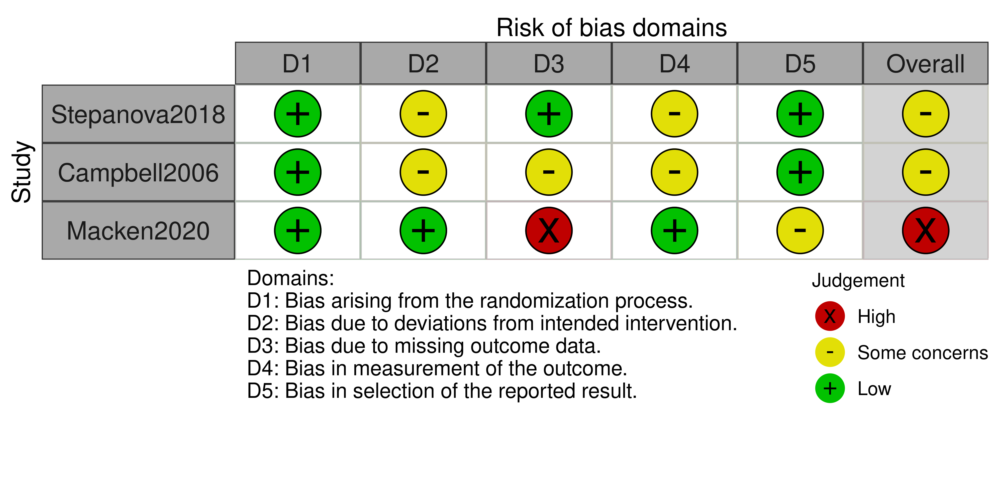 Risk of bias domains
D1 D2 D3 D4 D5 Overall
Study
Stepanova2018 + - + - + -
Campbell2006 + - - - + -
Macken2020 + + X + - X
Domains:
D1: Bias arising from the randomization process.
D2: Bias due to deviations from intended intervention.
D3: Bias due to missing outcome data.
D4: Bias in measurement of the outcome.
D5: Bias in selection of the reported result.
Judgement
X High
- Some concerns
+ Low